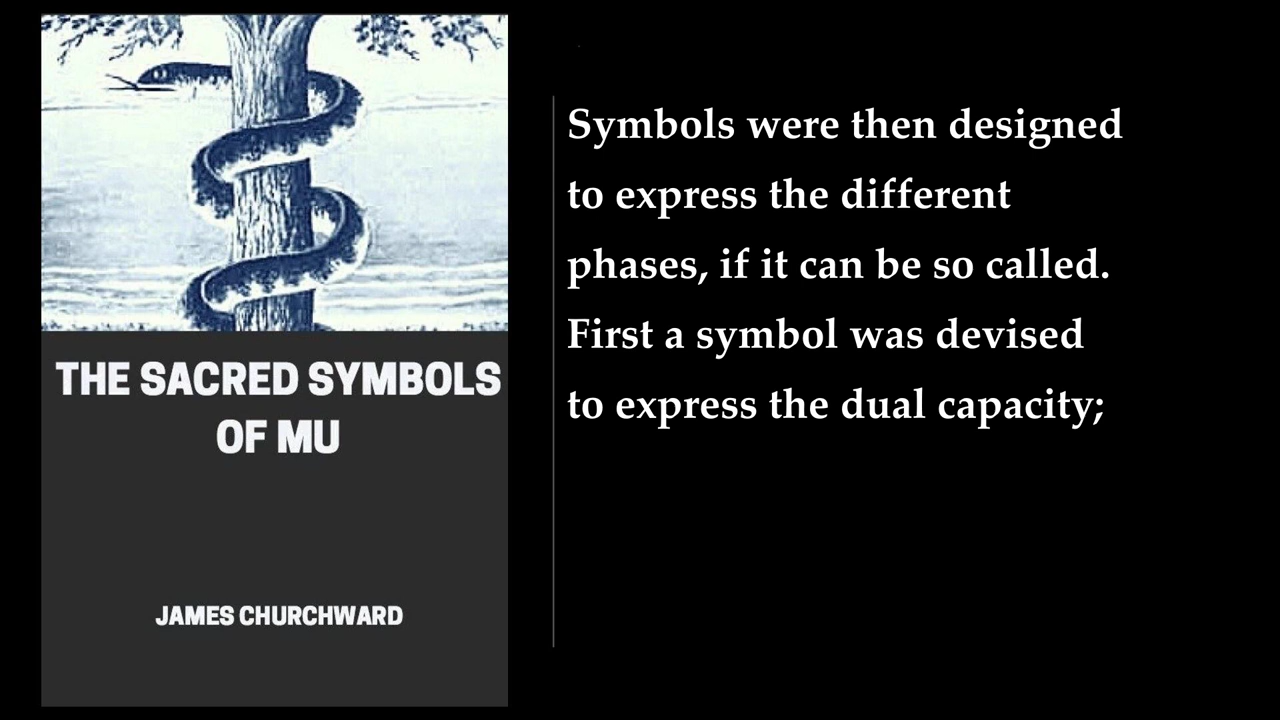 THE SACRED SYMBOLS
OF MU
JAMES CHURCHWARD
Symbols were then designed
to express the different
phases, if it can be so called.
First a symbol was devised
to express the dual capacity;